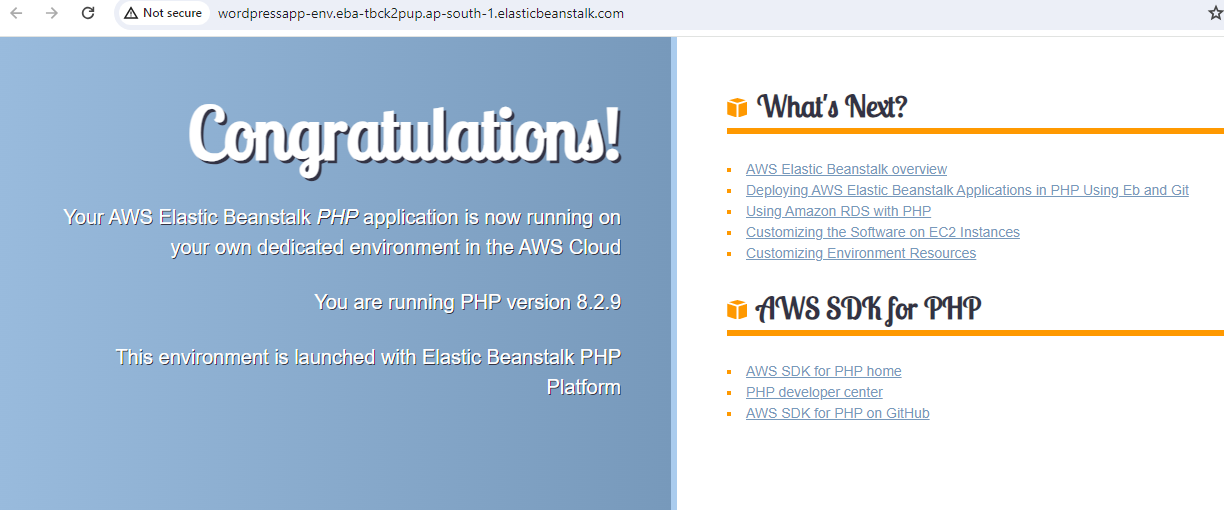 Not secure
wordpressapp-env.eba-tbck2pup.ap-south-1.elasticbeanstalk.com
Congratulations!
Your AWS Elastic Beanstalk PHP application is now running on
your own dedicated environment in the AWS Cloud
You are running PHP version 8.2.9
This environment is launched with Elastic Beanstalk PHP
Platform
What's Next?
AWS Elastic Beanstalk overview
Deploying AWS Elastic Beanstalk Applications in PHP Using Eb and Git
Using Amazon RDS with PHP
Customizing the Software on EC2 Instances
Customizing Environment Resources
AWS SDK for PHP
AWS SDK for PHP home
PHP developer center
AWS SDK for PHP on GitHub